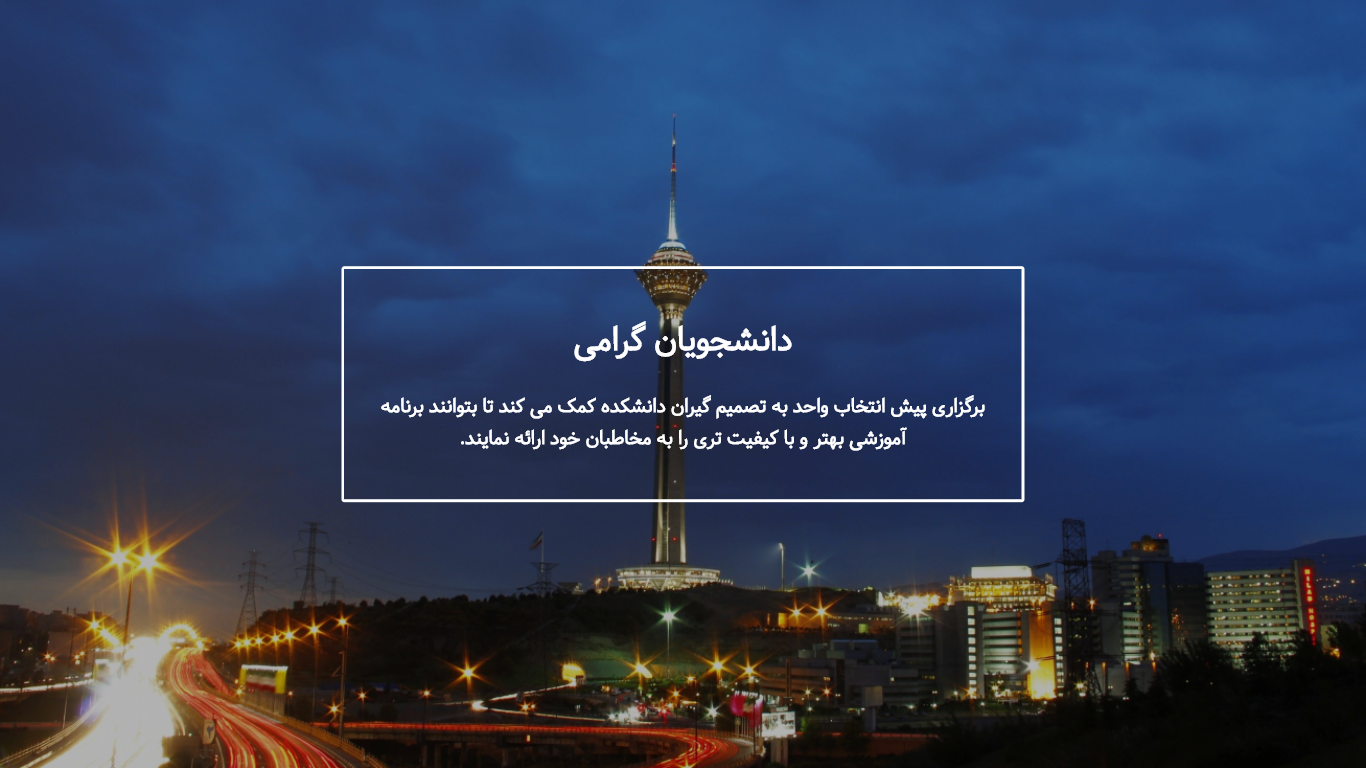 دانشجویان گرامی
برگزاری پیش انتخاب واحد به تصمیم گیران دانشکده کمک می کند تا بتوانند برنامه
آموزشی بهتر و با کیفیت تری را به مخاطبان خود ارائه نمایند.